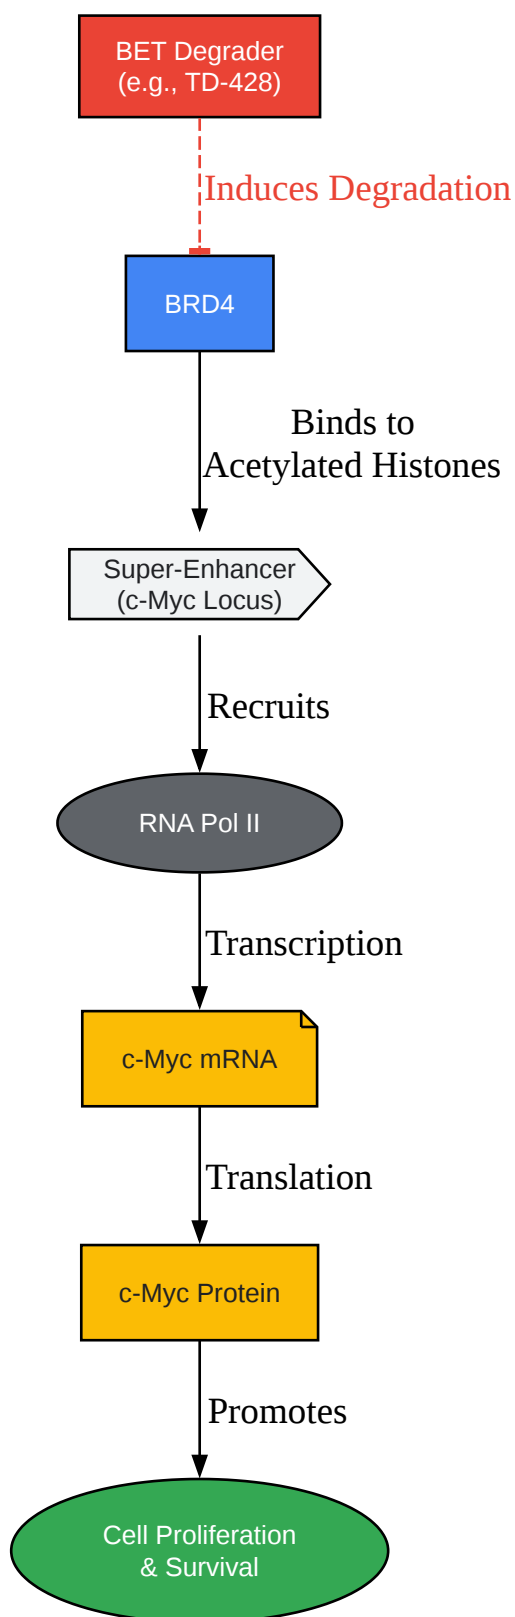 BET Degrader
(e.g., TD-428)
Induces Degradation
BRD4
Binds to
Acetylated Histones
Super-Enhancer
(c-Myc Locus)
Recruits
RNA Pol II
Transcription
c-Myc mRNA
Translation
c-Myc Protein
Promotes
Cell Proliferation
& Survival